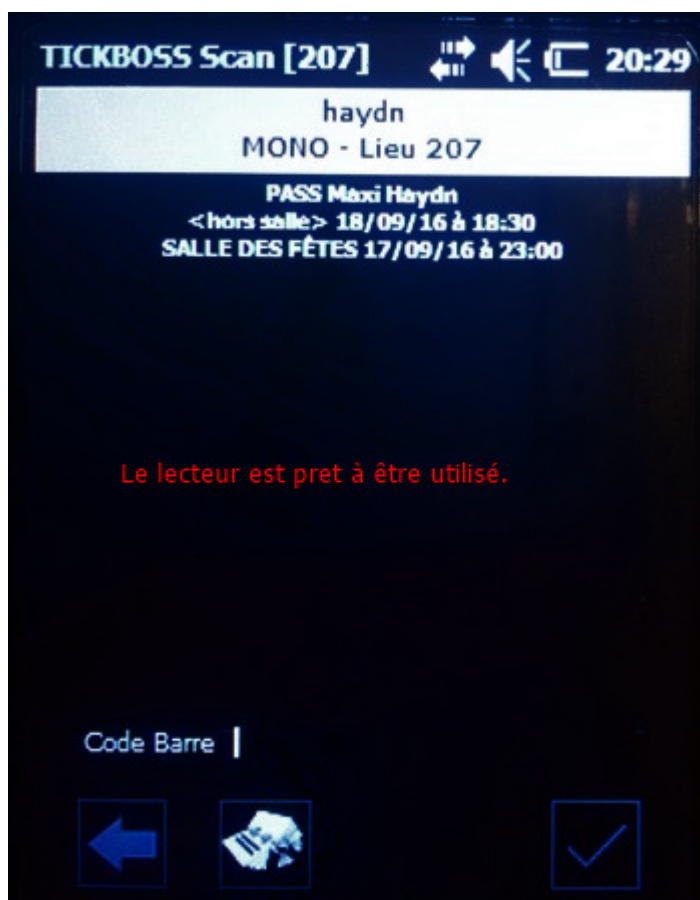 TICKBOSS Scan [207] 20:29
haydn
MONO - Lieu 207
PASS Maxi Haydn
<hors salle> 18/09/16 à 18:30
SALLE DES FÊTES 17/09/16 à 23:00
Le lecteur est pret à être utilisé.
Code Barre